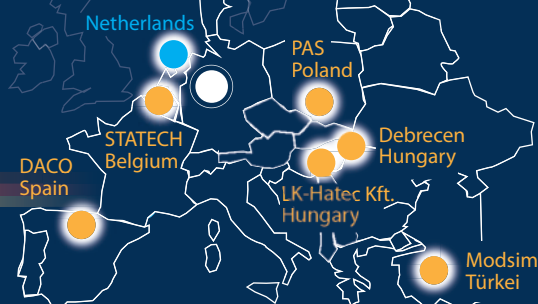 Netherlands
PAS
Poland
STATECH
Belgium
Debrecen
Hungary
DACO
Spain
LK-Hatec Kft.
Hungary
Modsim
Türkei